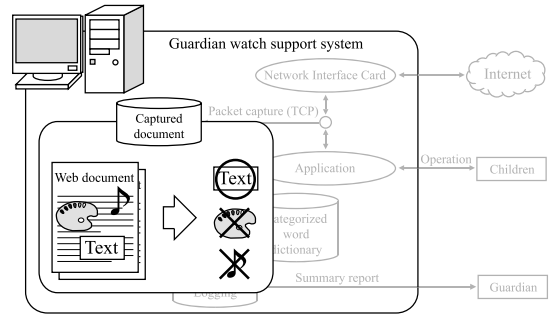 Guardian watch support system
Network Interface Card
Internet
Packet capture (TCP)
Captured
document
Application
Operation
Children
Web document
Text
Text
ategorized
word
ictionary
Summary report
Logging
Guardian